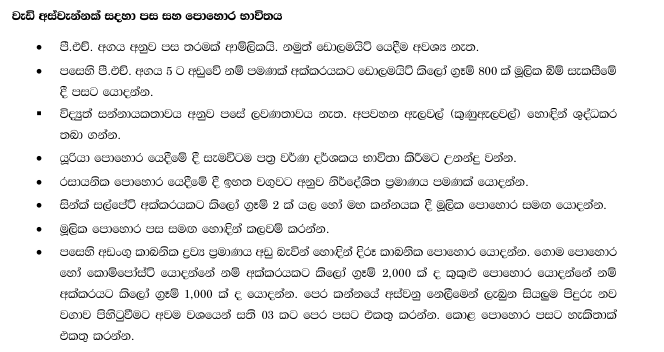 වැඩි අස්වැන්නක් සඳහා පස සහ පොහොර භාවිතය
• පී.එච්. අගය අනුව පස තරමක් ආම්ලිකයි. නමුත් ඩොලමයිට් යෙදීම අවශ්‍ය නැත.
• පසෙහි පී.එච්. අගය 5 ට අඩුවේ නම් පමණක් අක්කරයකට ඩොලමයිට් කිලෝ ග්‍රෑම් 800 ක් මූලික බිම් සැකසීමේ
දී පසට යොදන්න.
▪ විද්‍යුත් සන්නායකතාවය අනුව පසේ ලවණතාවය නැත. අපවහන ඇලවල් (කුණුඇලවල්) හොඳින් ශුද්ධකර
තබා ගන්න.
• යූරියා පොහොර යෙදීමේ දී සැමවිටම පත්‍ර වර්ණ දර්ශකය භාවිතා කිරීමට උනන්දු වන්න.
• රසායනික පොහොර යෙදීමේ දී ඉහත වගුවට අනුව නිර්දේශිත ප්‍රමාණය පමණක් යොදන්න.
• සින්ක් සල්පේට් අක්කරයකට කිලෝ ග්‍රෑම් 2 ක් යල හෝ මහ කන්නයක දී මූලික පොහොර සමඟ යොදන්න.
• මූලික පොහොර පස සමඟ හොඳින් කලවම් කරන්න.
• පසෙහි අඩංගු කාබනික ද්‍රව්‍ය ප්‍රමාණය අඩු බැවින් හොඳින් දිරූ කාබනික පොහොර යොදන්න. ගොම පොහොර
හෝ කොම්පෝස්ට් යොදන්නේ නම් අක්කරයකට කිලෝ ග්‍රෑම් 2,000 ක් ද කුකුළු පොහොර යොදන්නේ නම්
අක්කරයට කිලෝ ග්‍රෑම් 1,000 ක් ද යොදන්න. පෙර කන්නයේ අස්වනු නෙලීමෙන් ලැබුන සියලුම පිදුරු නව
වගාව පිහිටුවීමට අවම වශයෙන් සති 03 කට පෙර පසට එකතු කරන්න. කොළ පොහොර පසට හැකිතාක්
එකතු කරන්න.